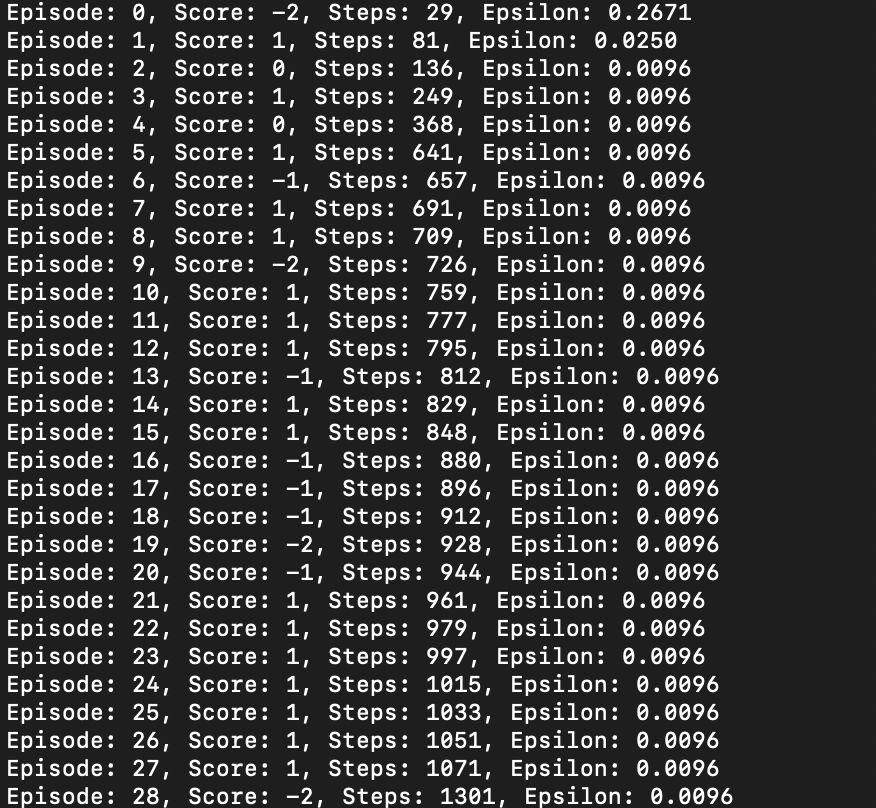 Episode: 0, Score: -2, Steps: 29, Epsilon: 0.2671
Episode: 1, Score: 1, Steps: 81, Epsilon: 0.0250
Episode: 2, Score: 0, Steps: 136, Epsilon: 0.0096
Episode: 3, Score: 1, Steps: 249, Epsilon: 0.0096
Episode: 4, Score: 0, Steps: 368, Epsilon: 0.0096
Episode: 5, Score: 1, Steps: 641, Epsilon: 0.0096
Episode: 6, Score: -1, Steps: 657, Epsilon: 0.0096
Episode: 7, Score: 1, Steps: 691, Epsilon: 0.0096
Episode: 8, Score: 1, Steps: 709, Epsilon: 0.0096
Episode: 9, Score: -2, Steps: 726, Epsilon: 0.0096
Episode: 10, Score: 1, Steps: 759, Epsilon: 0.0096
Episode: 11, Score: 1, Steps: 777, Epsilon: 0.0096
Episode: 12, Score: 1, Steps: 795, Epsilon: 0.0096
Episode: 13, Score: -1, Steps: 812, Epsilon: 0.0096
Episode: 14, Score: 1, Steps: 829, Epsilon: 0.0096
Episode: 15, Score: 1, Steps: 848, Epsilon: 0.0096
Episode: 16, Score: -1, Steps: 880, Epsilon: 0.0096
Episode: 17, Score: -1, Steps: 896, Epsilon: 0.0096
Episode: 18, Score: -1, Steps: 912, Epsilon: 0.0096
Episode: 19, Score: -2, Steps: 928, Epsilon: 0.0096
Episode: 20, Score: -1, Steps: 944, Epsilon: 0.0096
Episode: 21, Score: 1, Steps: 961, Epsilon: 0.0096
Episode: 22, Score: 1, Steps: 979, Epsilon: 0.0096
Episode: 23, Score: 1, Steps: 997, Epsilon: 0.0096
Episode: 24, Score: 1, Steps: 1015, Epsilon: 0.0096
Episode: 25, Score: 1, Steps: 1033, Epsilon: 0.0096
Episode: 26, Score: 1, Steps: 1051, Epsilon: 0.0096
Episode: 27, Score: 1, Steps: 1071, Epsilon: 0.0096
Episode: 28, Score: -2, Steps: 1301, Epsilon: 0.0096